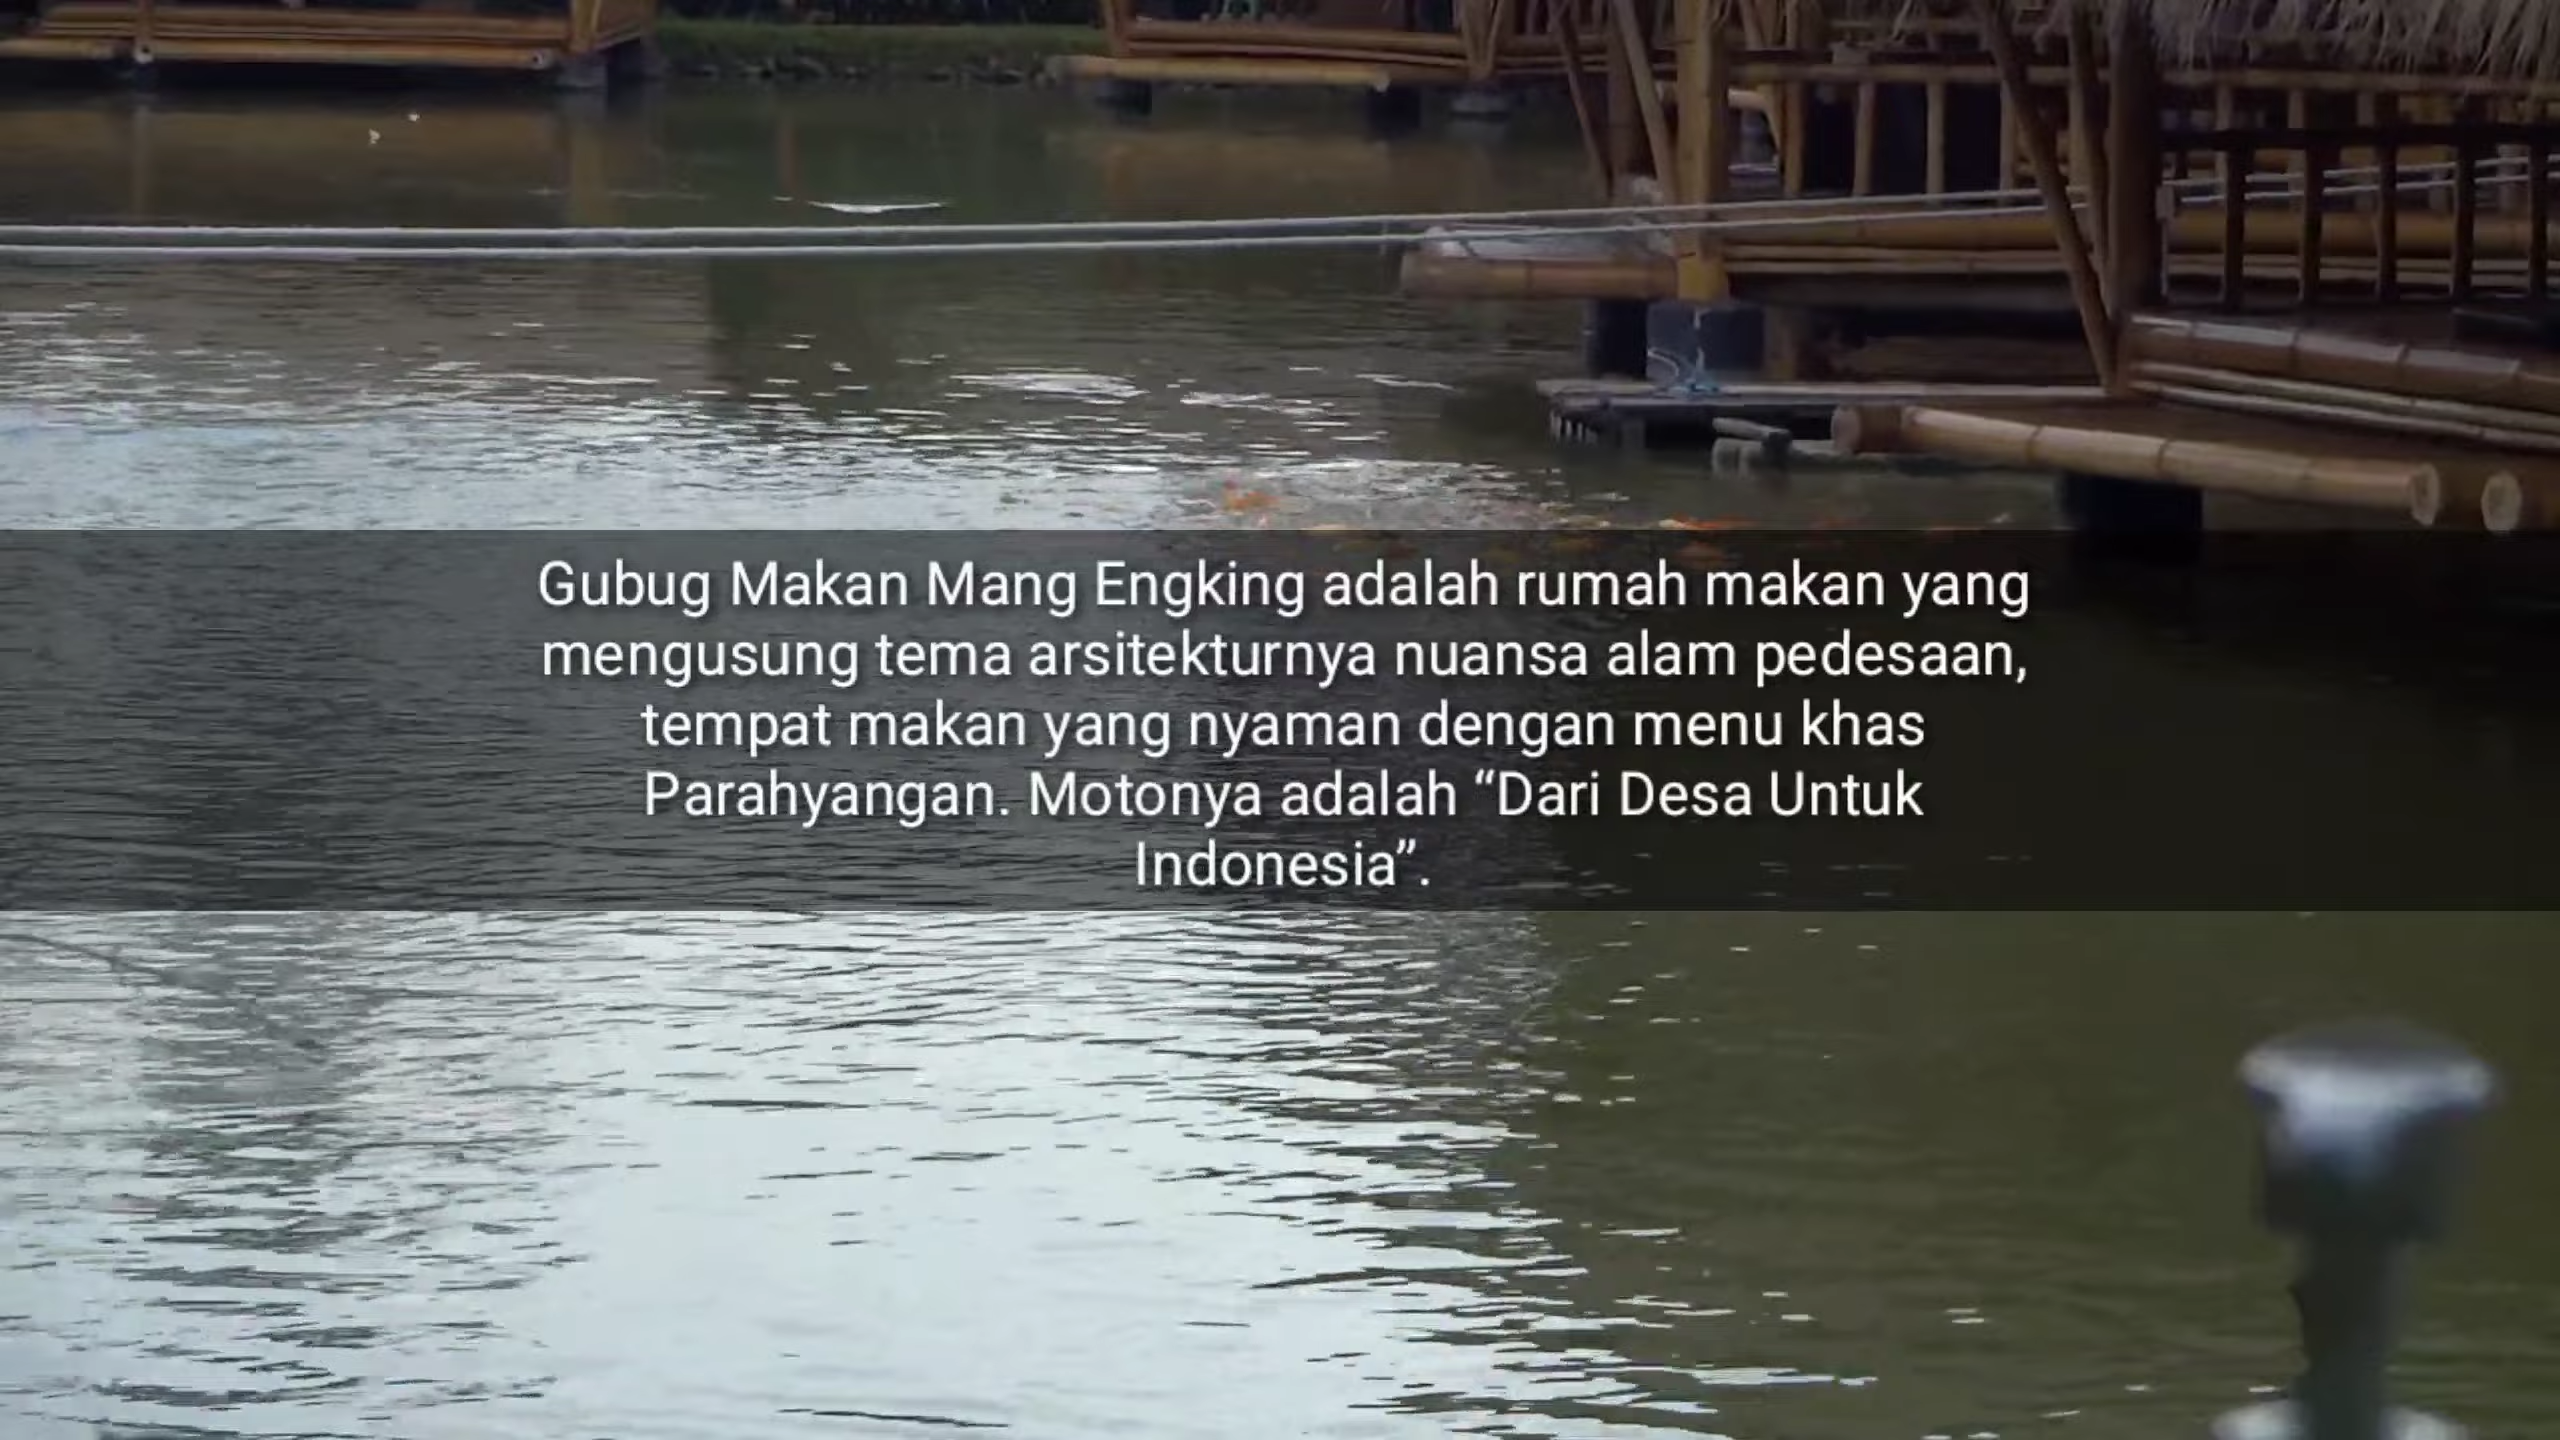 Gubug Makan Mang Engking adalah rumah makan yang
mengusung tema arsitekturnya nuansa alam pedesaan,
tempat makan yang nyaman dengan menu khas
Parahyangan. Motonya adalah “Dari Desa Untuk
Indonesia”.